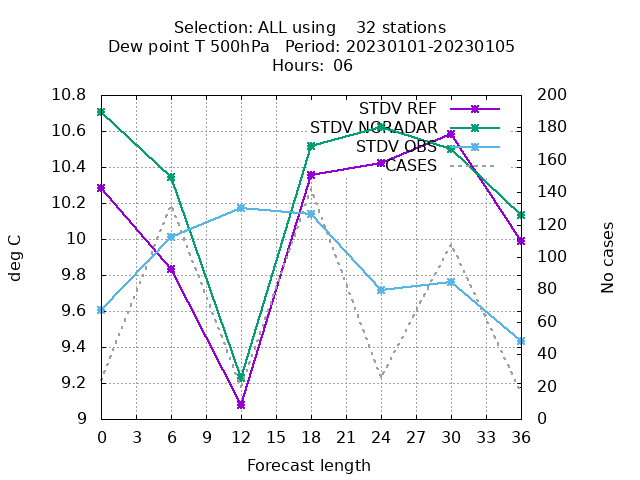 Selection: ALL using    32 stations
Dew point T 500hPa   Period: 20230101-20230105
Hours:  06
10.8
10.6
10.4
10.2
10
9.8
9.6
9.4
9.2
9
deg C
200
180
160
140
120
100
80
60
40
20
0
No cases
STDV REF
STDV NORADAR
STDV OBS
CASES
0 3 6 9 12 15 18 21 24 27 30 33 36
Forecast length